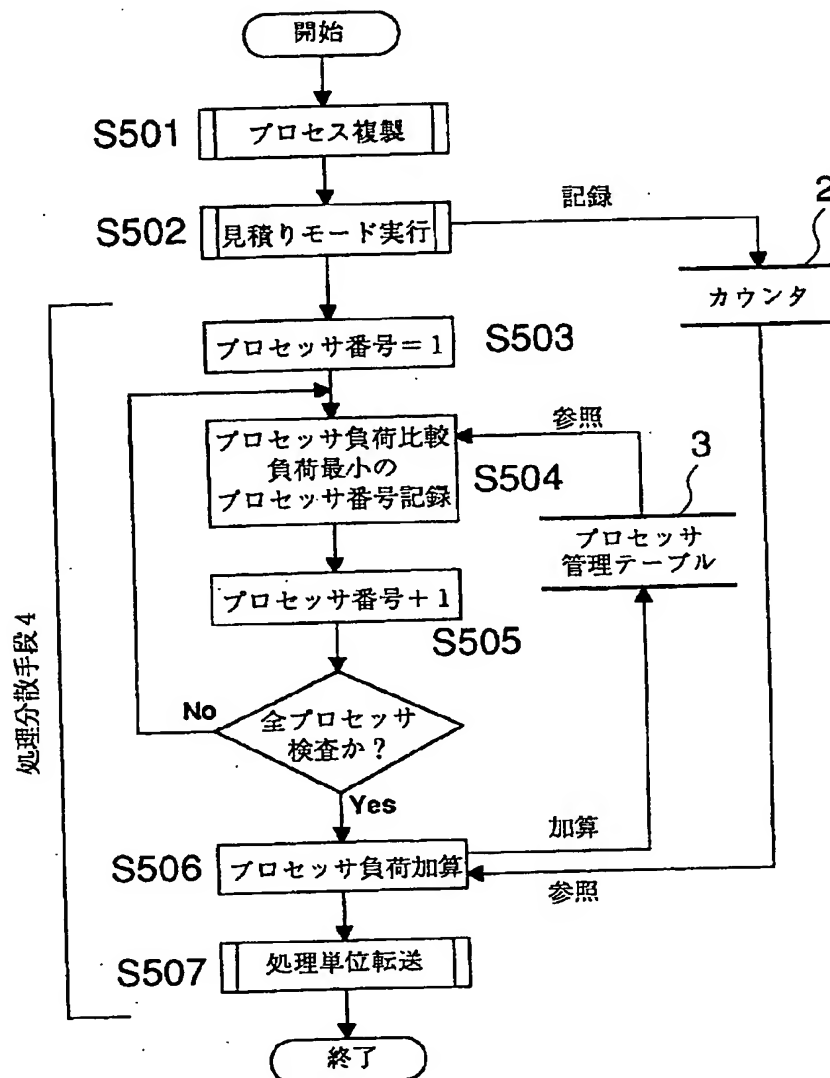 開始
S501
プロセス複製
S502
見積りモード実行
記録
2
カウンタ
プロセッサ番号=1
S503
プロセッサ負荷比較
負荷最小の
プロセッサ番号記録
S504
参照
3
プロセッサ
管理テーブル
プロセッサ番号+1
S505
処理分散手段4
No
全プロセッサ
検査か?
Yes
加算
S506
プロセッサ負荷加算
参照
S507
処理単位転送
終了